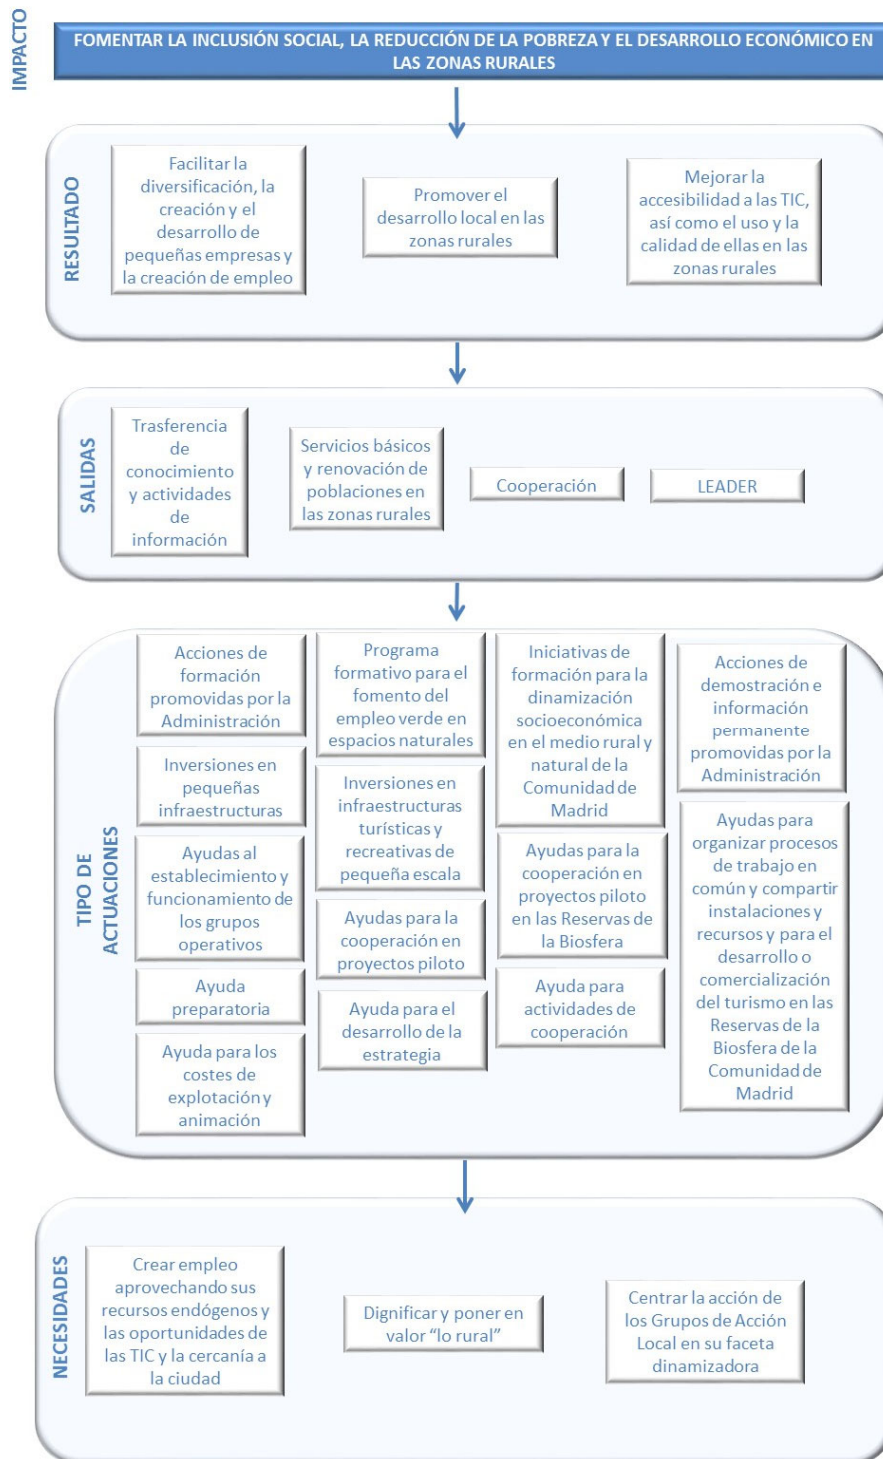 IMPACTO
FOMENTAR LA INCLUSIÓN SOCIAL, LA REDUCCIÓN DE LA POBREZA Y EL DESARROLLO ECONÓMICO EN
LAS ZONAS RURALES
RESULTADO
Facilitar la
diversificación, la
creación y el
desarrollo de
pequeñas empresas y
la creación de empleo
Promover el
desarrollo local en las
zonas rurales
Mejorar la
accesibilidad a las TIC,
así como el uso y la
calidad de ellas en las
zonas rurales
SALIDAS
Trasferencia
de
conocimiento
y actividades
de
información
Servicios básicos
y renovación de
poblaciones en
las zonas rurales
Cooperación
LEADER
TIPO DE
ACTUACIONES
Acciones de
formación
promovidas por la
Administración
Programa
formativo para el
fomento del
empleo verde en
espacios naturales
Iniciativas de
formación para la
dinamización
socioeconómica
en el medio rural y
natural de la
Comunidad de
Madrid
Acciones de
demostración e
información
permanente
promovidas por la
Administración
Inversiones en
pequeñas
infraestructuras
Inversiones en
infraestructuras
turísticas y
recreativas de
pequeña escala
Ayudas para la
cooperación en
proyectos piloto
en las Reservas de
la Biosfera
Ayudas para
organizar procesos
de trabajo en
común y compartir
instalaciones y
recursos y para el
desarrollo o
comercialización
del turismo en las
Reservas de la
Biosfera de la
Comunidad de
Madrid
Ayudas al
establecimiento y
funcionamiento de
los grupos
operativos
Ayudas para la
cooperación en
proyectos piloto
Ayuda para
actividades de
cooperación
Ayuda
preparatoria
Ayuda para el
desarrollo de la
estrategia
Ayuda para los
costes de
explotación y
animación
NECESIDADES
Crear empleo
aprovechando sus
recursos endógenos y
las oportunidades de
las TIC y la cercanía a
la ciudad
Dignificar y poner en
valor “lo rural”
Centrar la acción de
los Grupos de Acción
Local en su faceta
dinamizadora